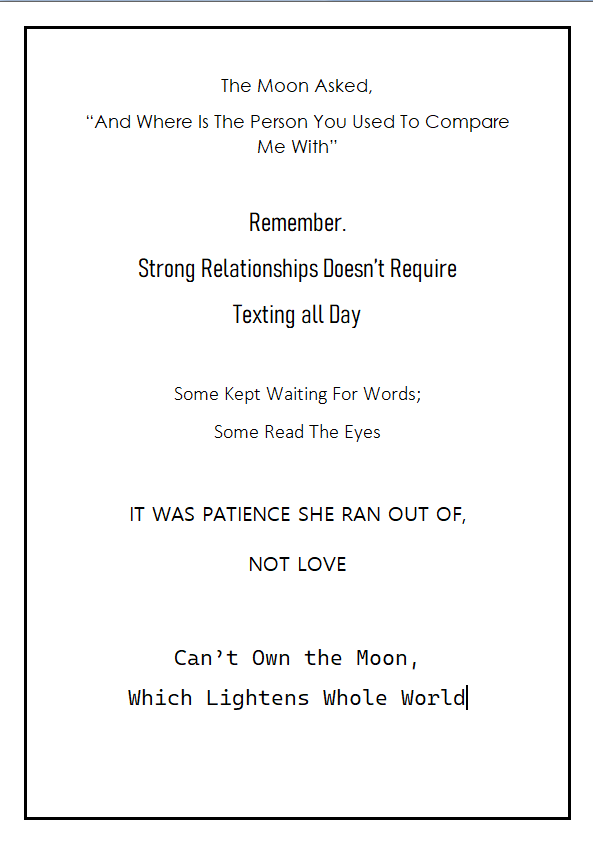 The Moon Asked,
“And Where Is The Person You Used To Compare
Me With”
Remember.
Strong Relationships Doesn’t Require
Texting all Day
Some Kept Waiting For Words;
Some Read The Eyes
IT WAS PATIENCE SHE RAN OUT OF,
NOT LOVE
Can’t Own the Moon,
Which Lightens Whole World